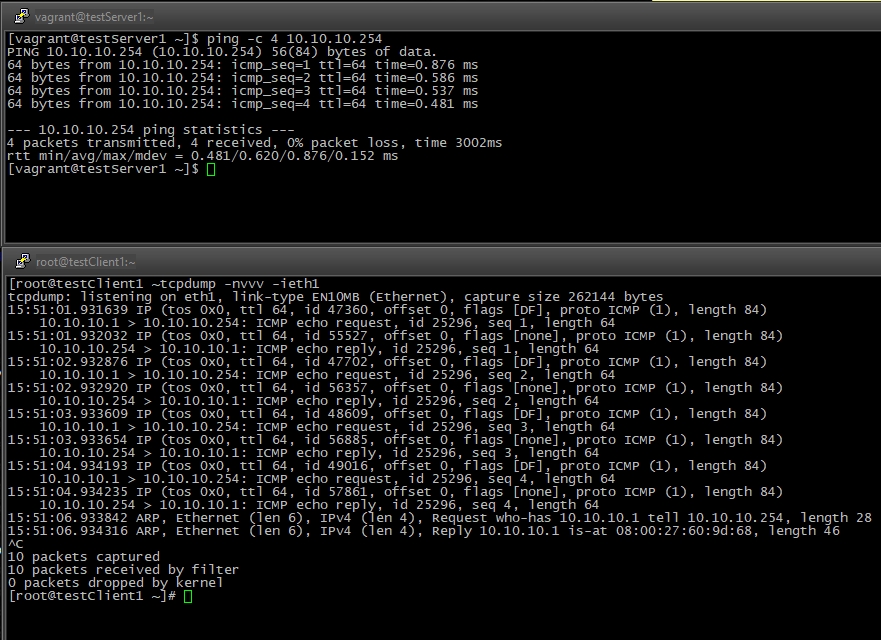 vagrant@testServer1:~
[vagrant@testServer1 ~]$ ping -c 4 10.10.10.254
PING 10.10.10.254 (10.10.10.254) 56(84) bytes of data.
64 bytes from 10.10.10.254: icmp_seq=1 ttl=64 time=0.876 ms
64 bytes from 10.10.10.254: icmp_seq=2 ttl=64 time=0.586 ms
64 bytes from 10.10.10.254: icmp_seq=3 ttl=64 time=0.537 ms
64 bytes from 10.10.10.254: icmp_seq=4 ttl=64 time=0.481 ms
--- 10.10.10.254 ping statistics ---
4 packets transmitted, 4 received, 0% packet loss, time 3002ms
rtt min/avg/max/mdev = 0.481/0.620/0.876/0.152 ms
[vagrant@testServer1 ~]$
root@testClient1:~
[root@testClient1 ~tcpdump -nvvv -ieth1
tcpdump: listening on eth1, link-type EN10MB (Ethernet), capture size 262144 bytes
15:51:01.931639 IP (tos 0x0, ttl 64, id 47360, offset 0, flags [DF], proto ICMP (1), length 84)
10.10.10.1 > 10.10.10.254: ICMP echo request, id 25296, seq 1, length 64
15:51:01.932032 IP (tos 0x0, ttl 64, id 55527, offset 0, flags [none], proto ICMP (1), length 84)
10.10.10.254 > 10.10.10.1: ICMP echo reply, id 25296, seq 1, length 64
15:51:02.932876 IP (tos 0x0, ttl 64, id 47702, offset 0, flags [DF], proto ICMP (1), length 84)
10.10.10.1 > 10.10.10.254: ICMP echo request, id 25296, seq 2, length 64
15:51:02.932920 IP (tos 0x0, ttl 64, id 56357, offset 0, flags [none], proto ICMP (1), length 84)
10.10.10.254 > 10.10.10.1: ICMP echo reply, id 25296, seq 2, length 64
15:51:03.933609 IP (tos 0x0, ttl 64, id 48609, offset 0, flags [DF], proto ICMP (1), length 84)
10.10.10.1 > 10.10.10.254: ICMP echo request, id 25296, seq 3, length 64
15:51:03.933654 IP (tos 0x0, ttl 64, id 56885, offset 0, flags [none], proto ICMP (1), length 84)
10.10.10.254 > 10.10.10.1: ICMP echo reply, id 25296, seq 3, length 64
15:51:04.934193 IP (tos 0x0, ttl 64, id 49016, offset 0, flags [DF], proto ICMP (1), length 84)
10.10.10.1 > 10.10.10.254: ICMP echo request, id 25296, seq 4, length 64
15:51:04.934235 IP (tos 0x0, ttl 64, id 57861, offset 0, flags [none], proto ICMP (1), length 84)
10.10.10.254 > 10.10.10.1: ICMP echo reply, id 25296, seq 4, length 64
15:51:06.933842 ARP, Ethernet (len 6), IPv4 (len 4), Request who-has 10.10.10.1 tell 10.10.10.254, length 28
15:51:06.934316 ARP, Ethernet (len 6), IPv4 (len 4), Reply 10.10.10.1 is-at 08:00:27:60:9d:68, length 46
^C
10 packets captured
10 packets received by filter
0 packets dropped by kernel
[root@testClient1 ~]#